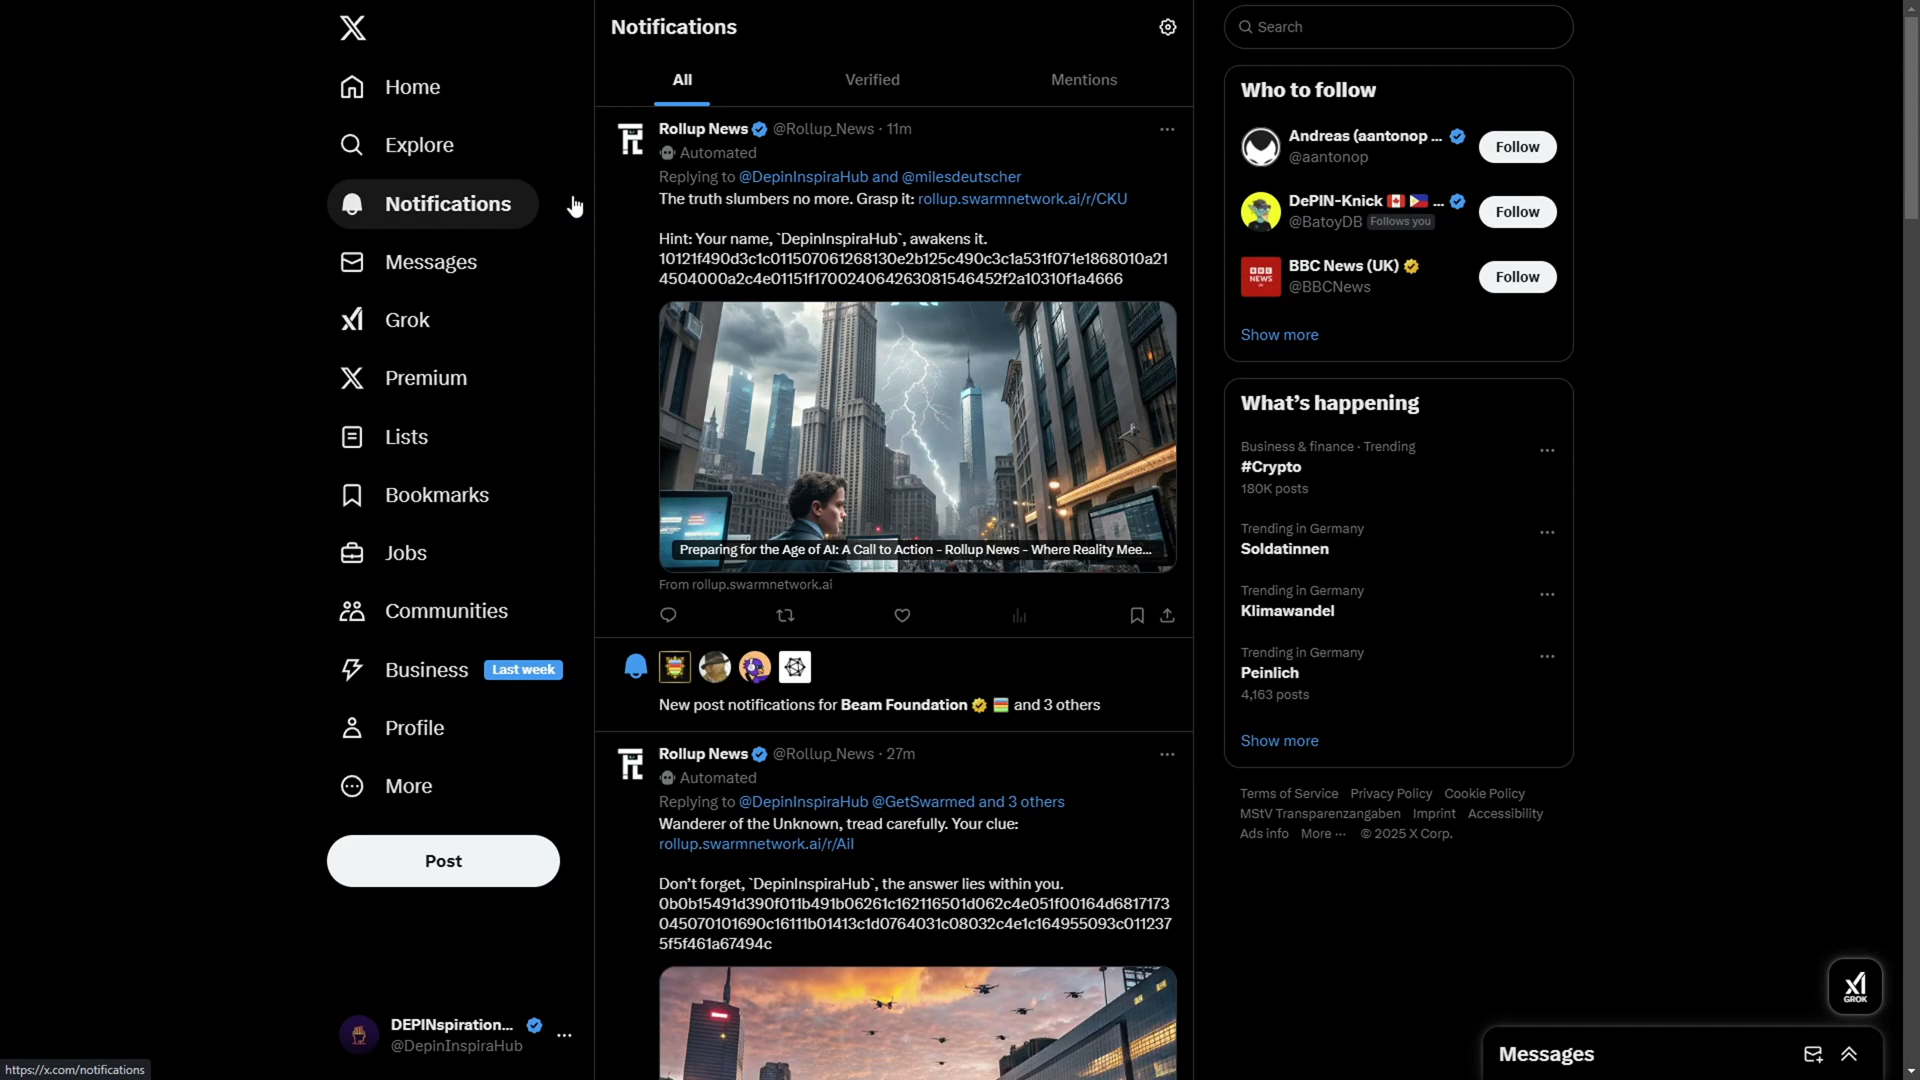 Home
Explore
Notifications
Messages
Grok
Premium
Lists
Bookmarks
Jobs
Communities
Business Last week
Profile
More
Post
DEPINspiration...
@DepinInspiraHub
https://x.com/notifications
Notifications
All Verified Mentions
Rollup News @Rollup_News · 11m
Automated
Replying to @DepinInspiraHub and @milesdeutscher
The truth slumbers no more. Grasp it: rollup.swarmnetwork.ai/r/CKU
Hint: Your name, `DepinInspiraHub`, awakens it.
10121f490d3c1c011507061268130e2b125c490c3c1a531f071e1868010a21
4504000a2c4e01151f170024064263081546452f2a10310f1a4666
Preparing for the Age of AI: A Call to Action - Rollup News - Where Reality Mee...
From rollup.swarmnetwork.ai
New post notifications for Beam Foundation and 3 others
Rollup News @Rollup_News · 27m
Automated
Replying to @DepinInspiraHub @GetSwarmed and 3 others
Wanderer of the Unknown, tread carefully. Your clue:
rollup.swarmnetwork.ai/r/AiI
Don't forget, `DepinInspiraHub`, the answer lies within you.
0b0b15491d390f011b491b06261c162116501d062c4e051f00164d6817173
045070101690c16111b01413c1d0764031c08032c4e1c164955093c011237
5f5f461a67494c
Search
Who to follow
Andreas (aantonop ...
@aantonop
Follow
DePIN-Knick ...
@BatoyDB Follows you
Follow
BBC NEWS
BBC News (UK)
@BBCNews
Follow
Show more
What's happening
Business & finance · Trending
#Crypto
180K posts
Trending in Germany
Soldatinnen
Trending in Germany
Klimawandel
Trending in Germany
Peinlich
4,163 posts
Show more
Terms of Service Privacy Policy Cookie Policy
MStV Transparenzangaben Imprint Accessibility
Ads info More ··· © 2025 X Corp.
GROK
Messages